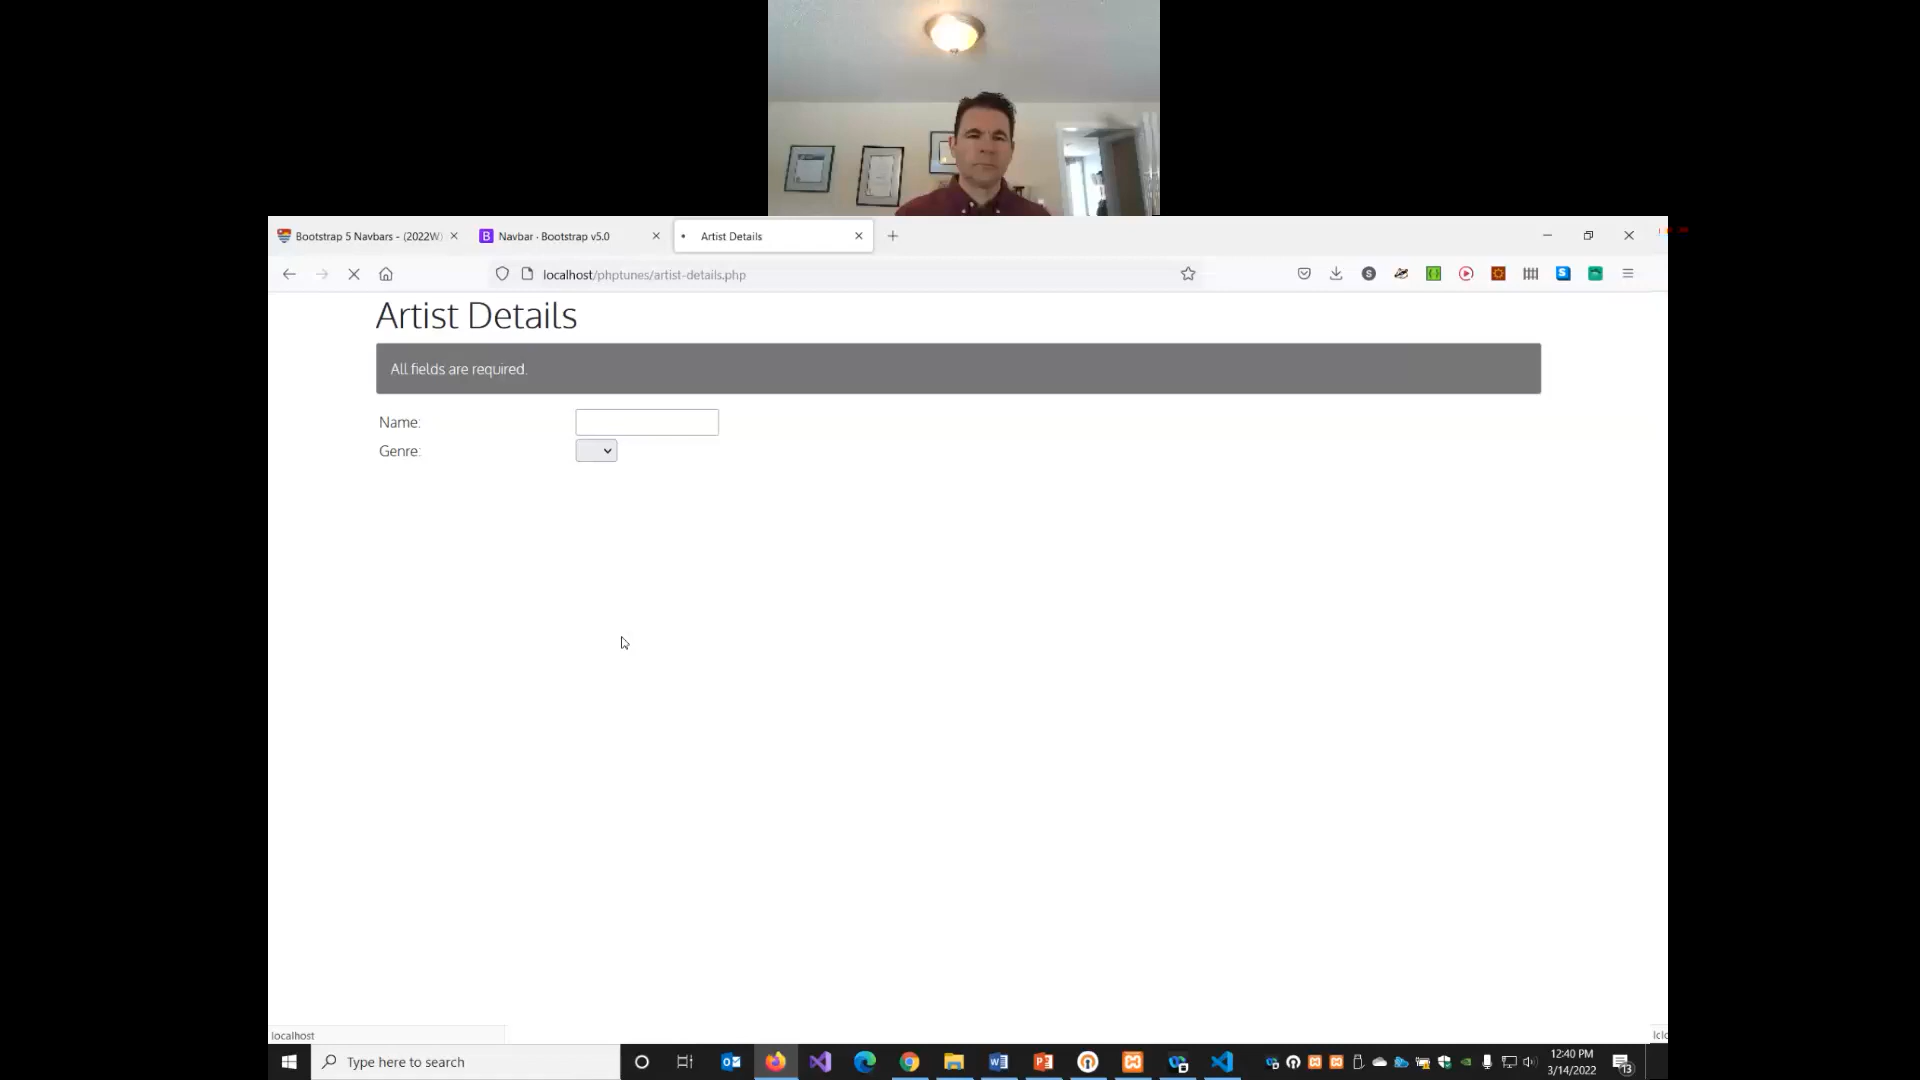 Bootstrap 5 Navbars - (2022W)
Navbar · Bootstrap v5.0
Artist Details
localhost/phptunes/artist-details.php
Artist Details
All fields are required.
Name:
Genre:
localhost
Type here to search
12:40 PM
3/14/2022
13